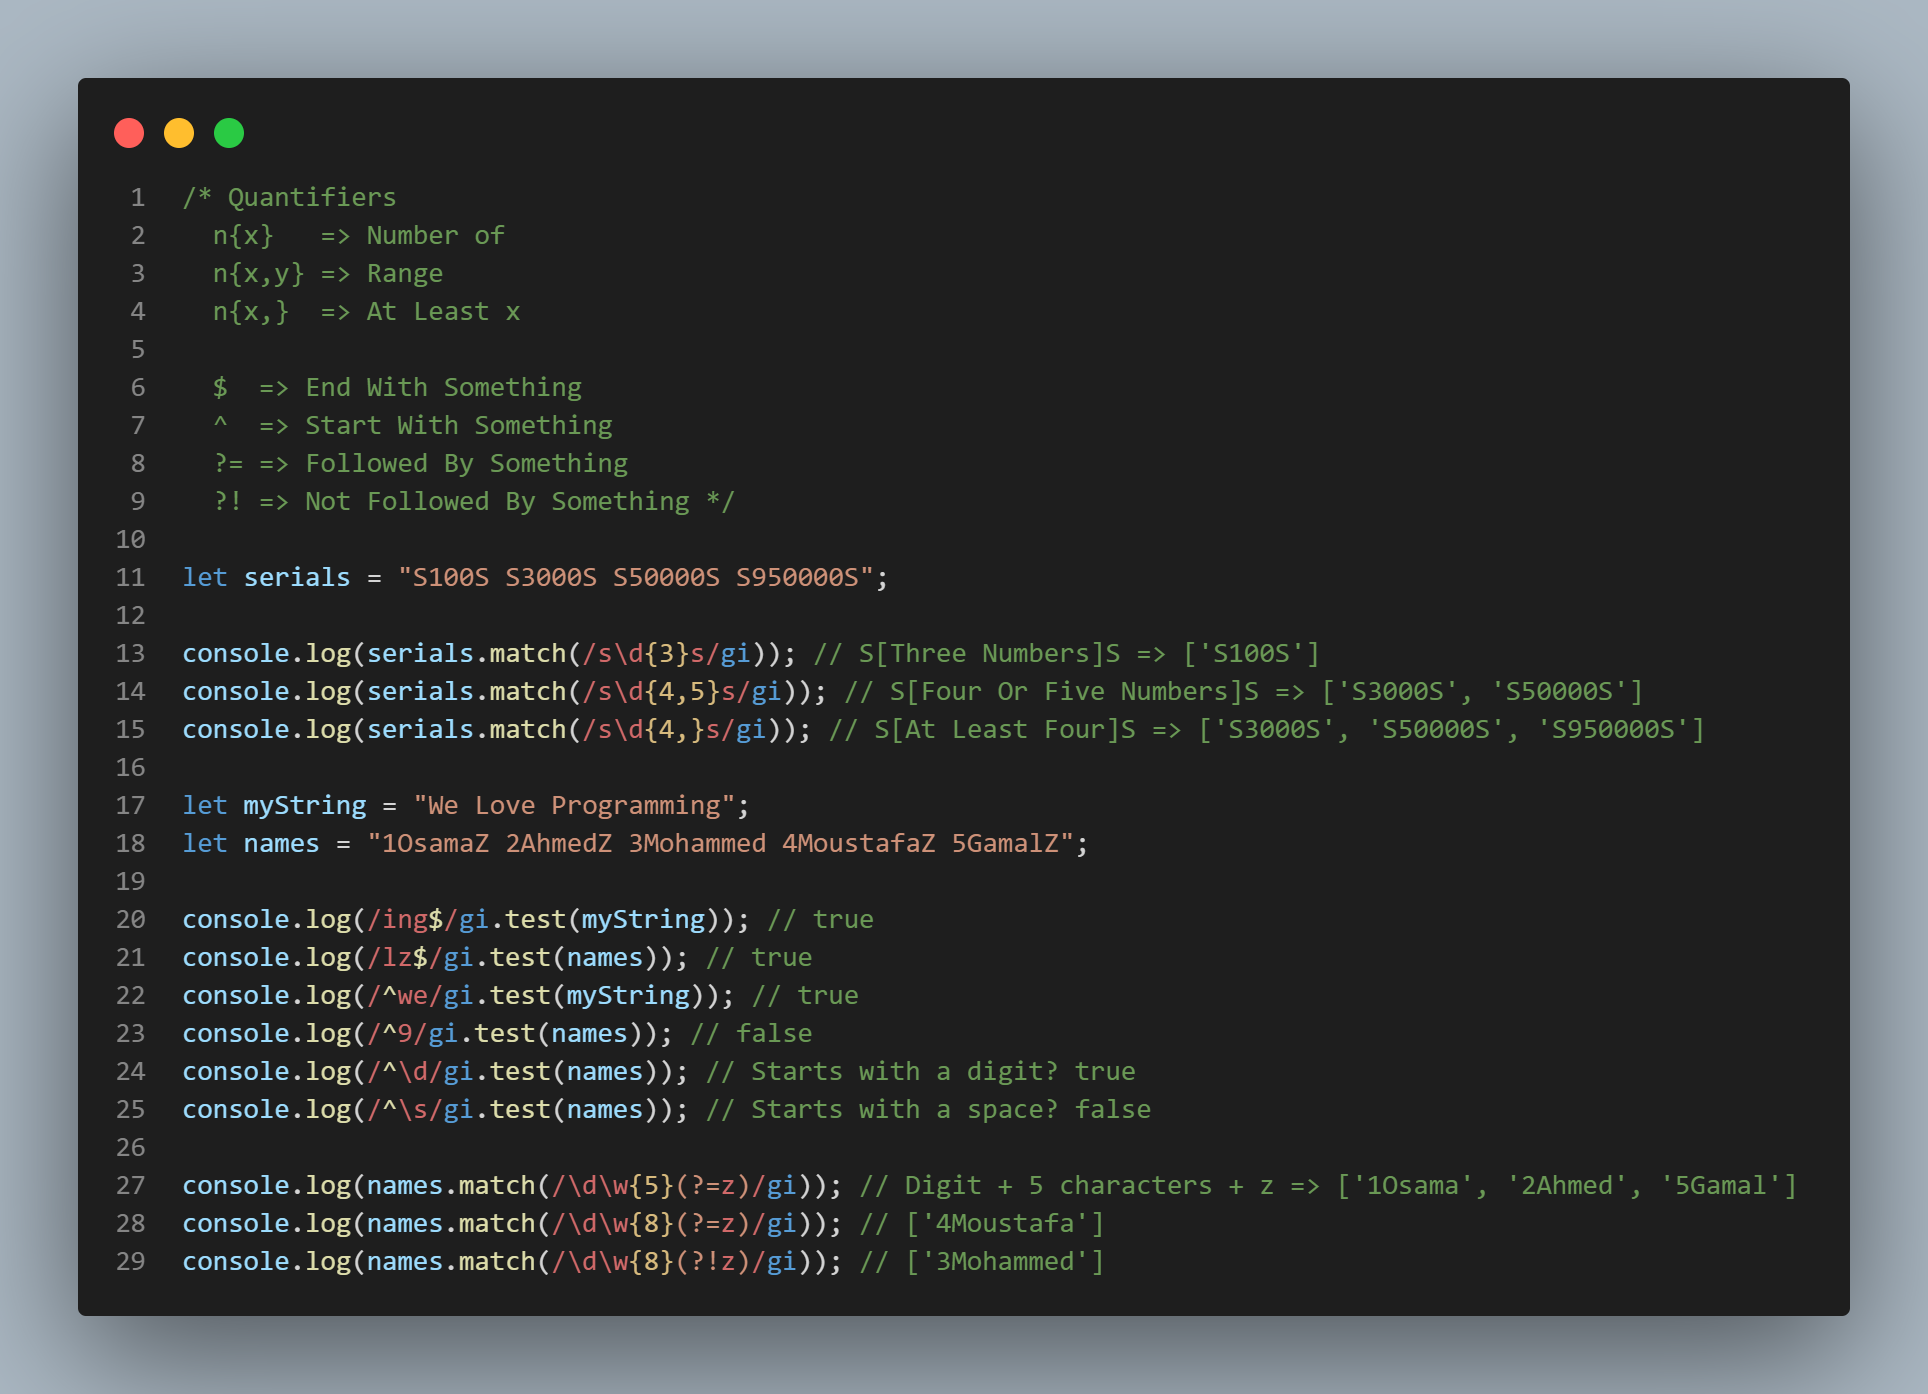 1 /* Quantifiers
2   n{x}   => Number of
3   n{x,y} => Range
4   n{x,}  => At Least x
5
6   $  => End With Something
7   ^  => Start With Something
8   ?= => Followed By Something
9   ?! => Not Followed By Something */
10
11 let serials = "S100S S3000S S50000S S950000S";
12
13 console.log(serials.match(/s\d{3}s/gi)); // S[Three Numbers]S => ['S100S']
14 console.log(serials.match(/s\d{4,5}s/gi)); // S[Four Or Five Numbers]S => ['S3000S', 'S50000S']
15 console.log(serials.match(/s\d{4,}s/gi)); // S[At Least Four]S => ['S3000S', 'S50000S', 'S950000S']
16
17 let myString = "We Love Programming";
18 let names = "1OsamaZ 2AhmedZ 3Mohammed 4MoustafaZ 5GamalZ";
19
20 console.log(/ing$/gi.test(myString)); // true
21 console.log(/lz$/gi.test(names)); // true
22 console.log(/^we/gi.test(myString)); // true
23 console.log(/^9/gi.test(names)); // false
24 console.log(/^\d/gi.test(names)); // Starts with a digit? true
25 console.log(/^\s/gi.test(names)); // Starts with a space? false
26
27 console.log(names.match(/\d\w{5}(?=z)/gi)); // Digit + 5 characters + z => ['1Osama', '2Ahmed', '5Gamal']
28 console.log(names.match(/\d\w{8}(?=z)/gi)); // ['4Moustafa']
29 console.log(names.match(/\d\w{8}(?!z)/gi)); // ['3Mohammed']